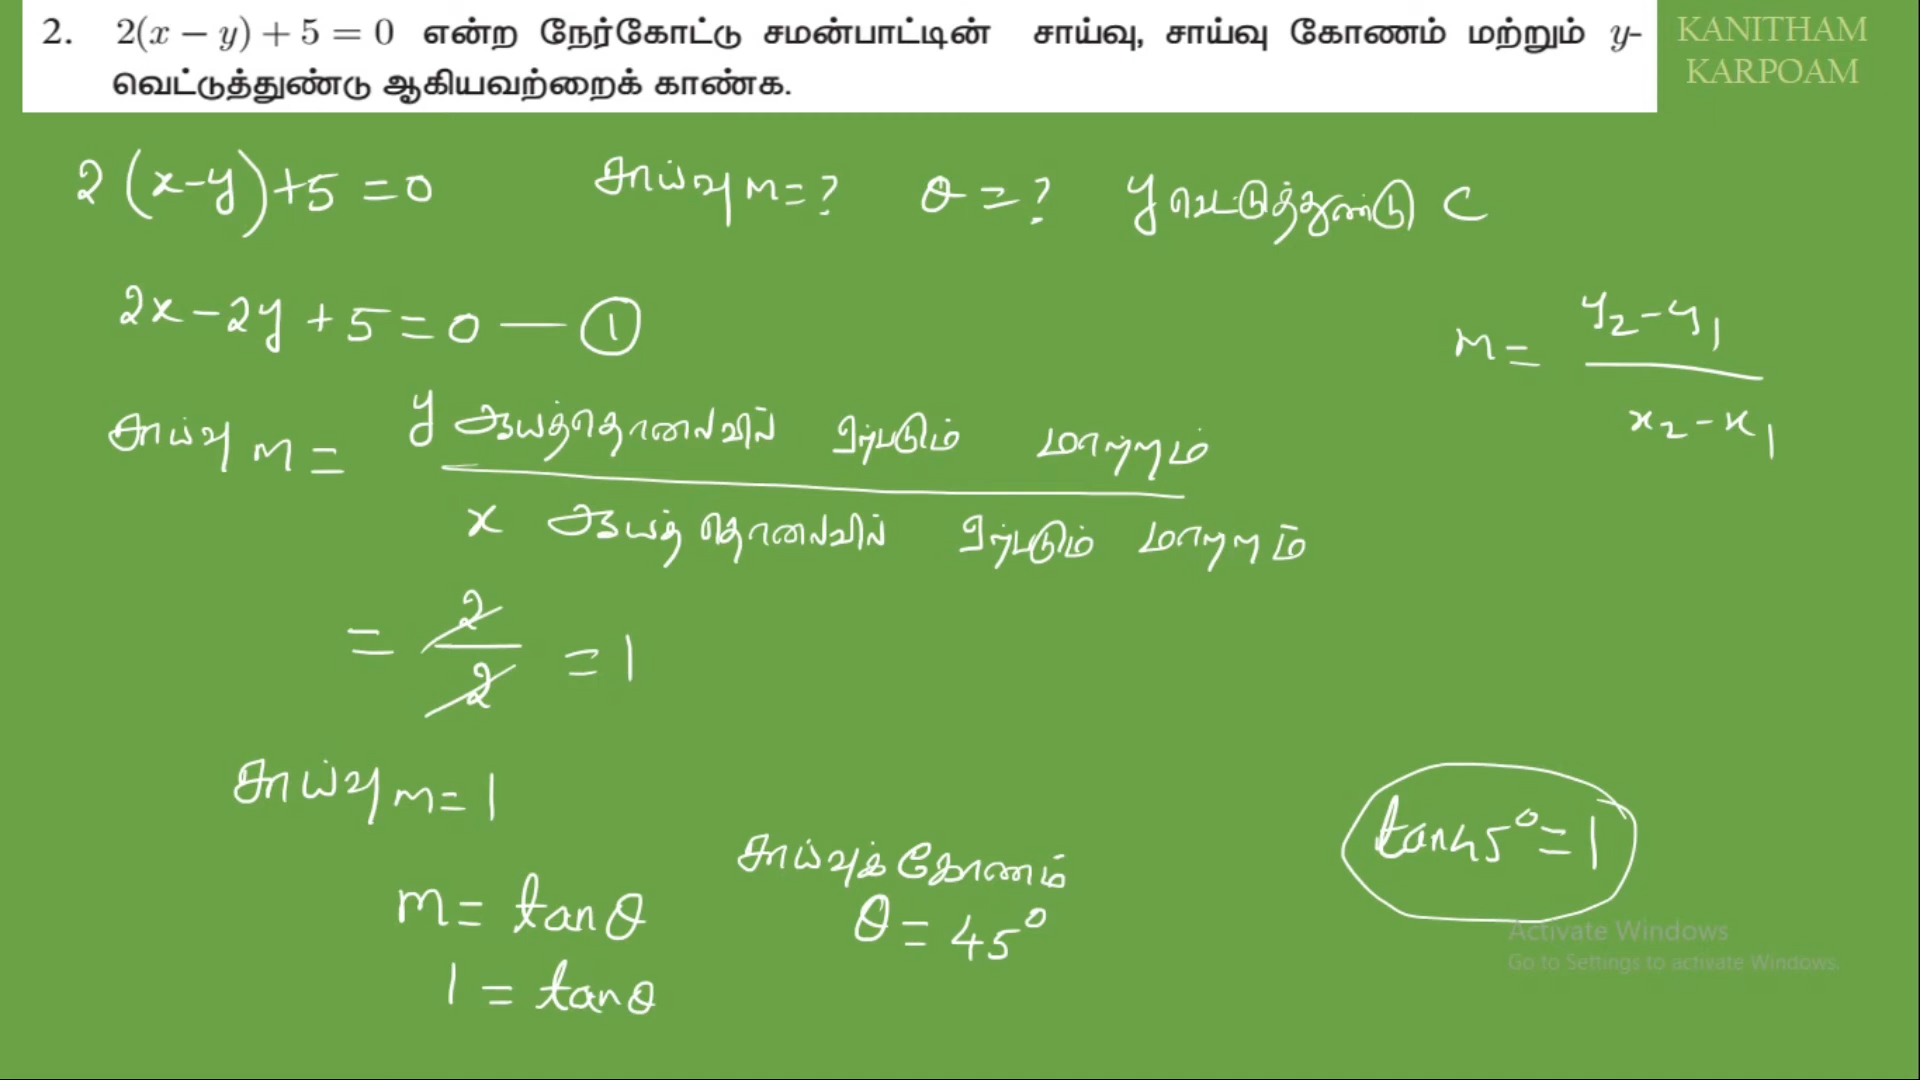 2. 2(x − y) + 5 = 0 என்ற நேர்கோட்டு சமன்பாட்டின் சாய்வு, சாய்வு கோணம் மற்றும் y-
வெட்டுத்துண்டு ஆகியவற்றைக் காண்க.
KANITHAM
KARPOAM
2 (x-y)+5 =0 சாய்வு m=? θ =? y வெட்டுத்துண்டு C
2x-2y+5=0 — ①
m = y₂-y₁ / x₂-x₁
சாய்வு m = y ஆயத்தொலைவில் ஏற்படும் மாற்றம்
x ஆயத்தொலைவில் ஏற்படும் மாற்றம்
= 2/2 = 1
சாய்வு m=1
tan45°=1
சாய்வுக் கோணம்
m= tanθ θ = 45°
1 = tanθ
Activate Windows
Go to Settings to activate Windows.